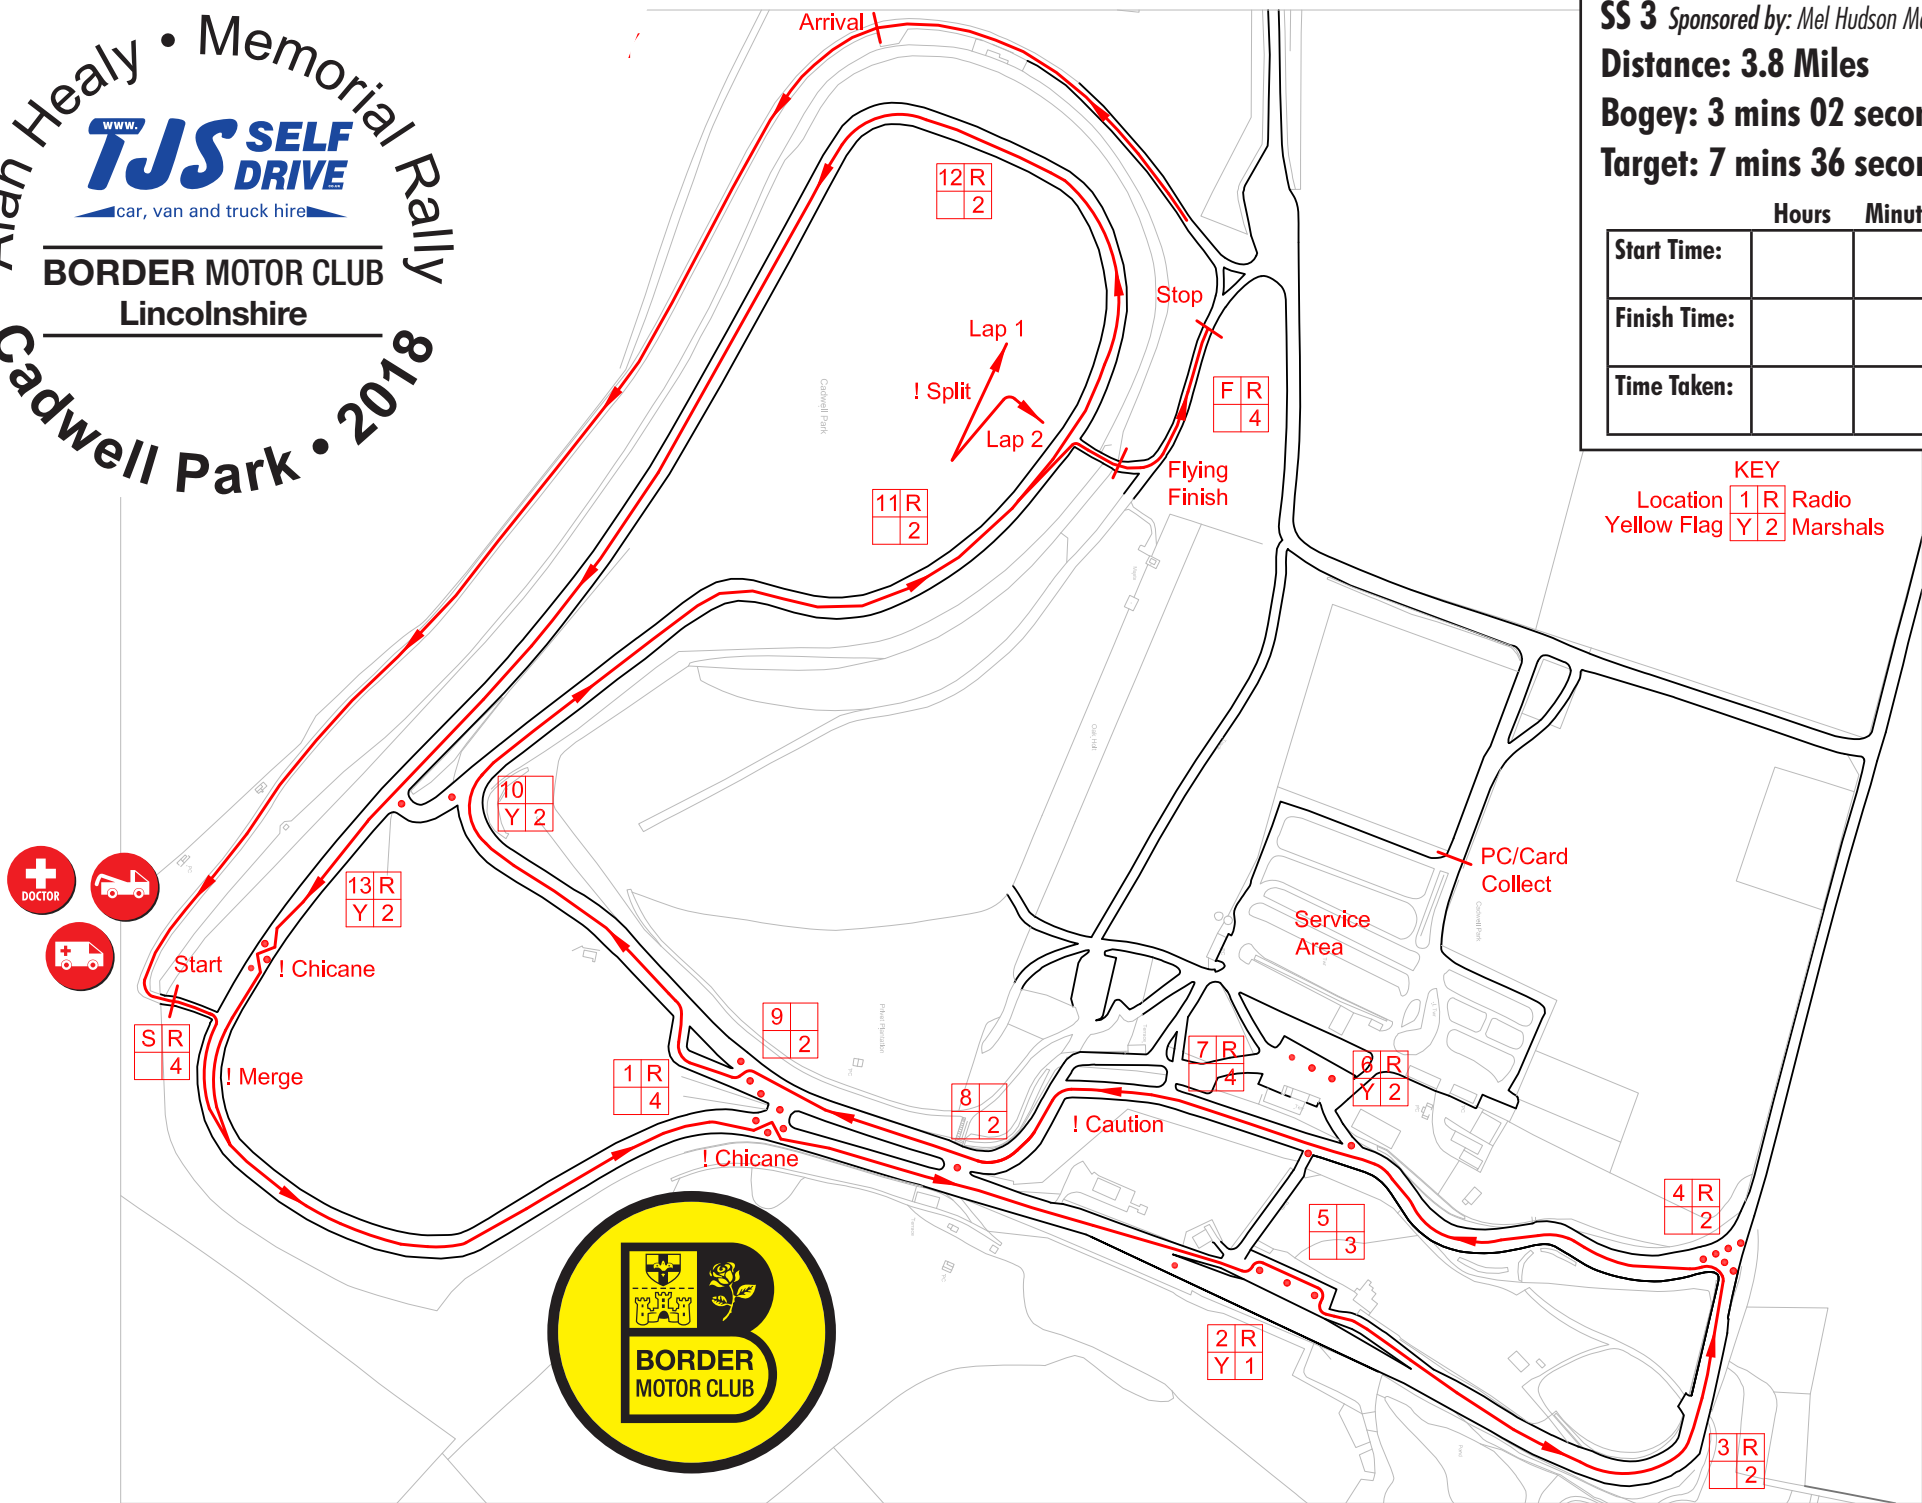 Alan Healy • Memorial Rally
www.
TJS SELF DRIVE
car, van and truck hire
BORDER MOTOR CLUB
Lincolnshire
Cadwell Park • 2018
SS 3 Sponsored by: Mel Hudson
Distance: 3.8 Miles
Bogey: 3 mins 02
Target: 7 mins 36
Hours
Start Time:
Finish Time:
Time Taken:
KEY
Location 1 R Radio
Yellow Flag Y 2 Marshals
Arrival
12 R
2
Stop
Lap 1
! Split
Lap 2
F R
4
Flying
Finish
11 R
2
Cadwell Park
10
Y 2
PC/Card
Collect
Service
Area
Cadwell Park
13 R
Y 2
DOCTOR
Start
! Chicane
S R
4
! Merge
9
2
1 R
4
8
2
7 R
4
6 R
Y 2
! Caution
! Chicane
5
3
4 R
2
2 R
Y 1
3 R
2
BORDER
MOTOR CLUB